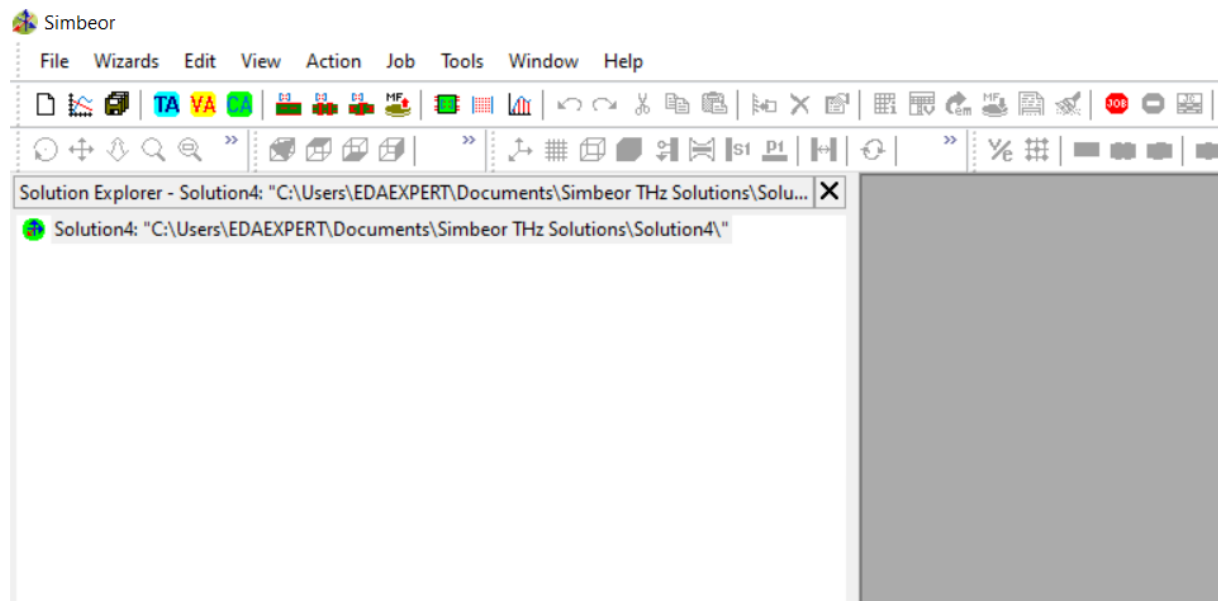 Simbeor
File Wizards Edit View Action Job Tools Window Help
TA VA CA MF MF JOB
S1 P1
Solution Explorer - Solution4: "C:\Users\EDAEXPERT\Documents\Simbeor THz Solutions\Solu...
Solution4: "C:\Users\EDAEXPERT\Documents\Simbeor THz Solutions\Solution4\"